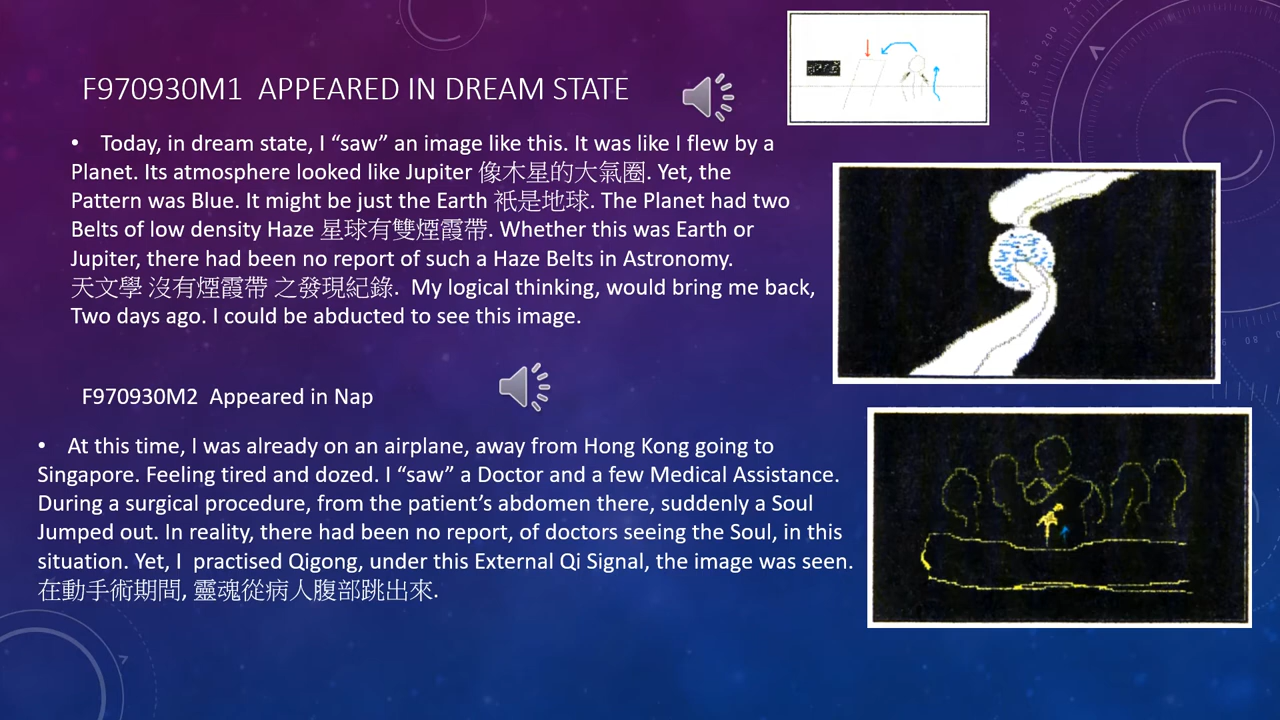 F970930M1 APPEARED IN DREAM STATE
• Today, in dream state, I “saw” an image like this. It was like I flew by a
Planet. Its atmosphere looked like Jupiter 像木星的大氣圈. Yet, the
Pattern was Blue. It might be just the Earth 祇是地球. The Planet had two
Belts of low density Haze 星球有雙煙霞帶. Whether this was Earth or
Jupiter, there had been no report of such a Haze Belts in Astronomy.
天文學 沒有煙霞帶 之發現紀錄. My logical thinking, would bring me back,
Two days ago. I could be abducted to see this image.
F970930M2 Appeared in Nap
• At this time, I was already on an airplane, away from Hong Kong going to
Singapore. Feeling tired and dozed. I “saw” a Doctor and a few Medical Assistance.
During a surgical procedure, from the patient’s abdomen there, suddenly a Soul
Jumped out. In reality, there had been no report, of doctors seeing the Soul, in this
situation. Yet, I practised Qigong, under this External Qi Signal, the image was seen.
在動手術期間, 靈魂從病人腹部跳出來.